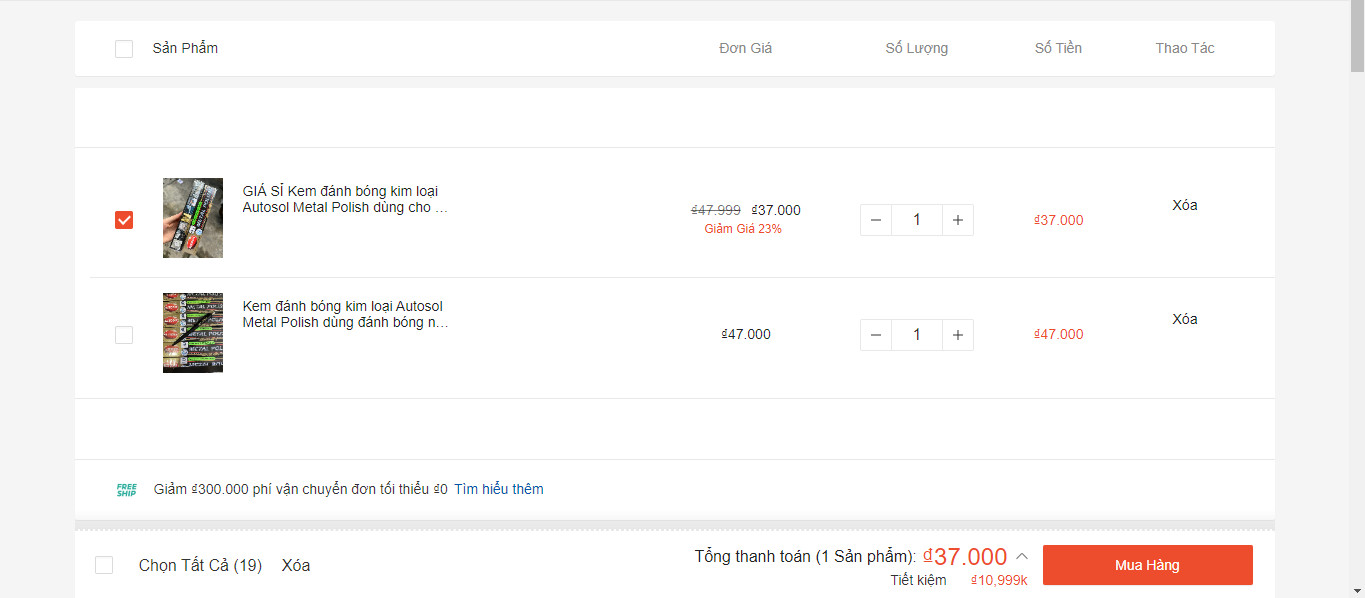 Sản Phẩm Đơn Giá Số Lượng Số Tiền Thao Tác
GIÁ SỈ Kem đánh bóng kim loại
Autosol Metal Polish dùng cho ...
₫47.999 ₫37.000
Giảm Giá 23%
1
₫37.000
Xóa
Kem đánh bóng kim loại Autosol
Metal Polish dùng đánh bóng n...
₫47.000
1
₫47.000
Xóa
FREE
SHIP
Giảm ₫300.000 phí vận chuyển đơn tối thiểu ₫0 Tìm hiểu thêm
Chọn Tất Cả (19) Xóa
Tổng thanh toán (1 Sản phẩm): ₫37.000
Tiết kiệm ₫10,999k
Mua Hàng